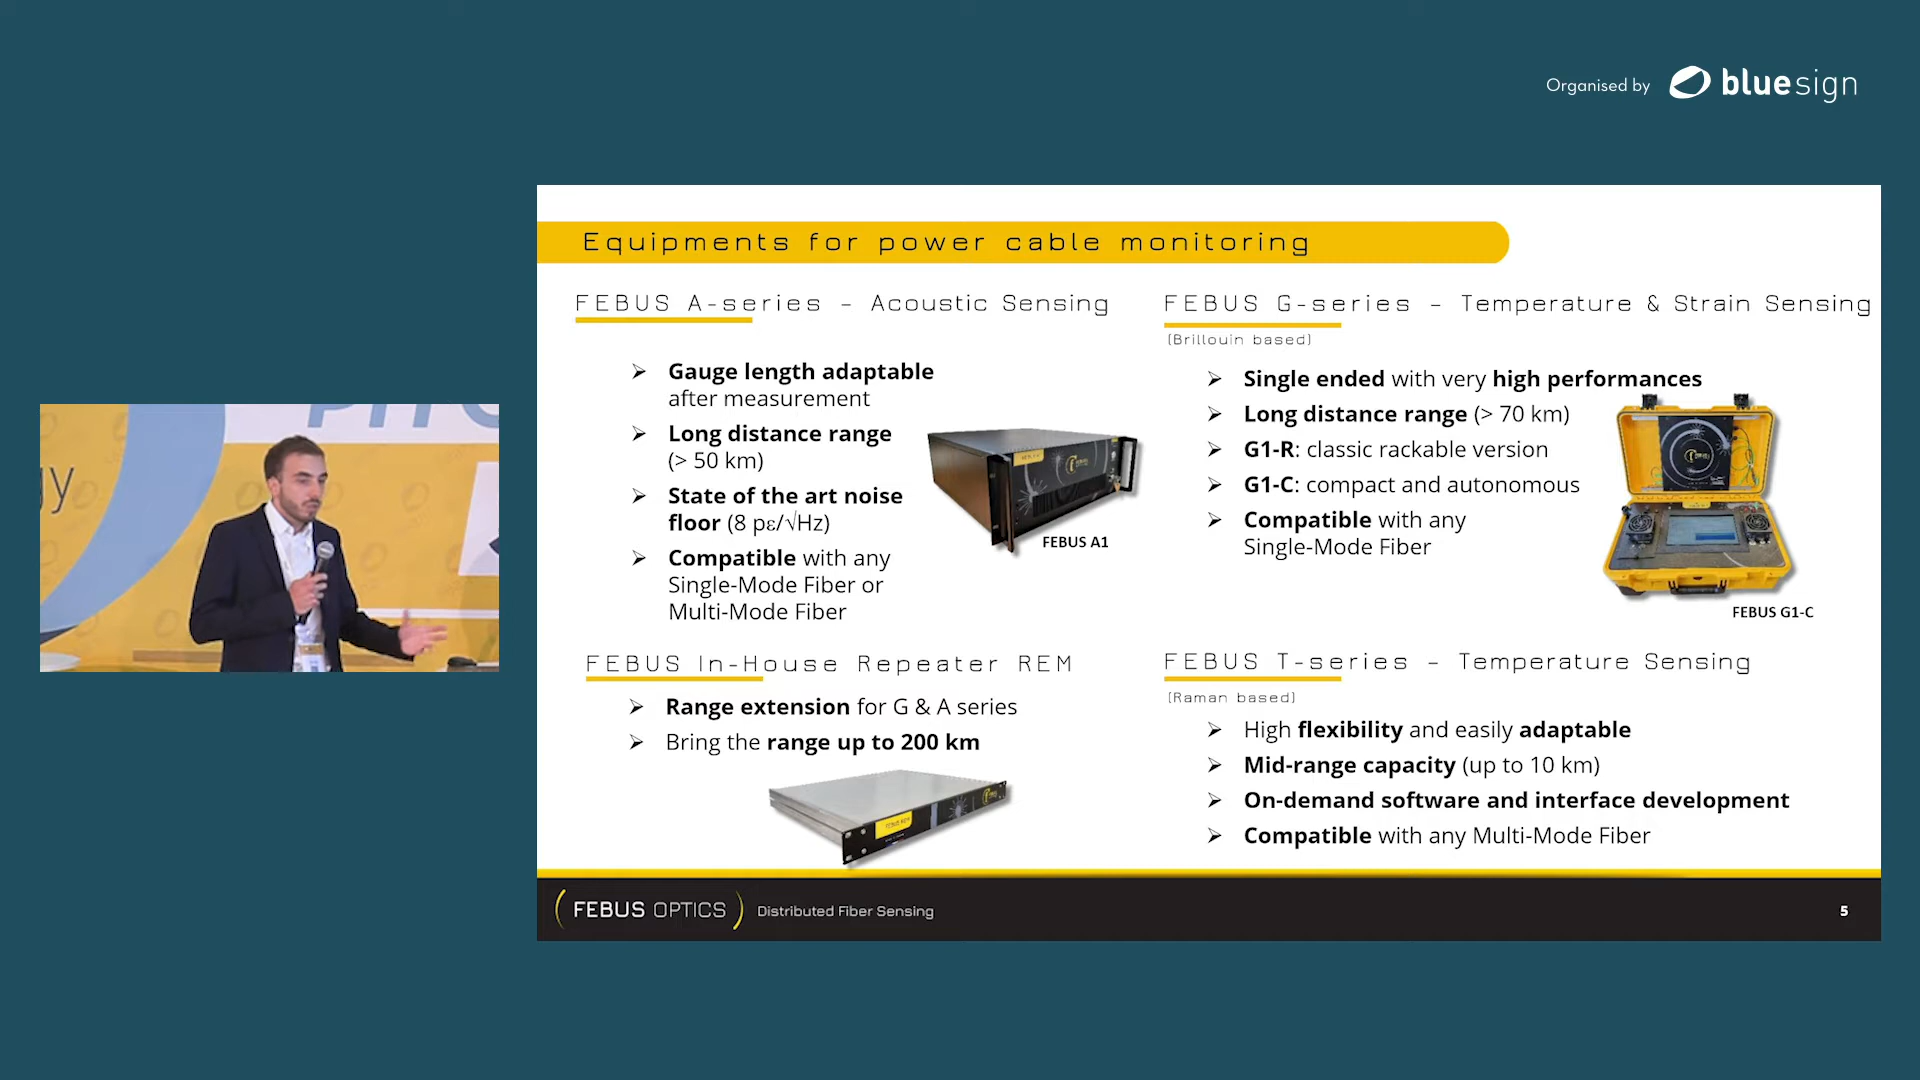 Organised by bluesign
Equipments for power cable monitoring
FEBUS A-series – Acoustic Sensing
Gauge length adaptable
after measurement
Long distance range
(> 50 km)
State of the art noise
floor (8 pε/√Hz)
Compatible with any
Single-Mode Fiber or
Multi-Mode Fiber
FEBUS A1
FEBUS G-series – Temperature & Strain Sensing
(Brillouin based)
Single ended with very high performances
Long distance range (> 70 km)
G1-R: classic rackable version
G1-C: compact and autonomous
Compatible with any
Single-Mode Fiber
FEBUS G1-C
FEBUS In-House Repeater REM
Range extension for G & A series
Bring the range up to 200 km
FEBUS T-series – Temperature Sensing
(Raman based)
High flexibility and easily adaptable
Mid-range capacity (up to 10 km)
On-demand software and interface development
Compatible with any Multi-Mode Fiber
FEBUS OPTICS Distributed Fiber Sensing
5